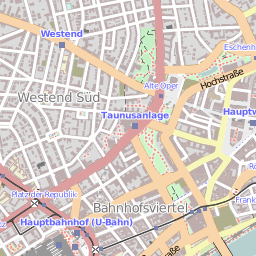 Westend
Eschenh
Hochstraße
Alte Oper
Westend Süd
Taunusanlage
Hauptw
Platz der Republik
Frank
Bahnhofsviertel
Hauptbahnhof (U-Bahn)